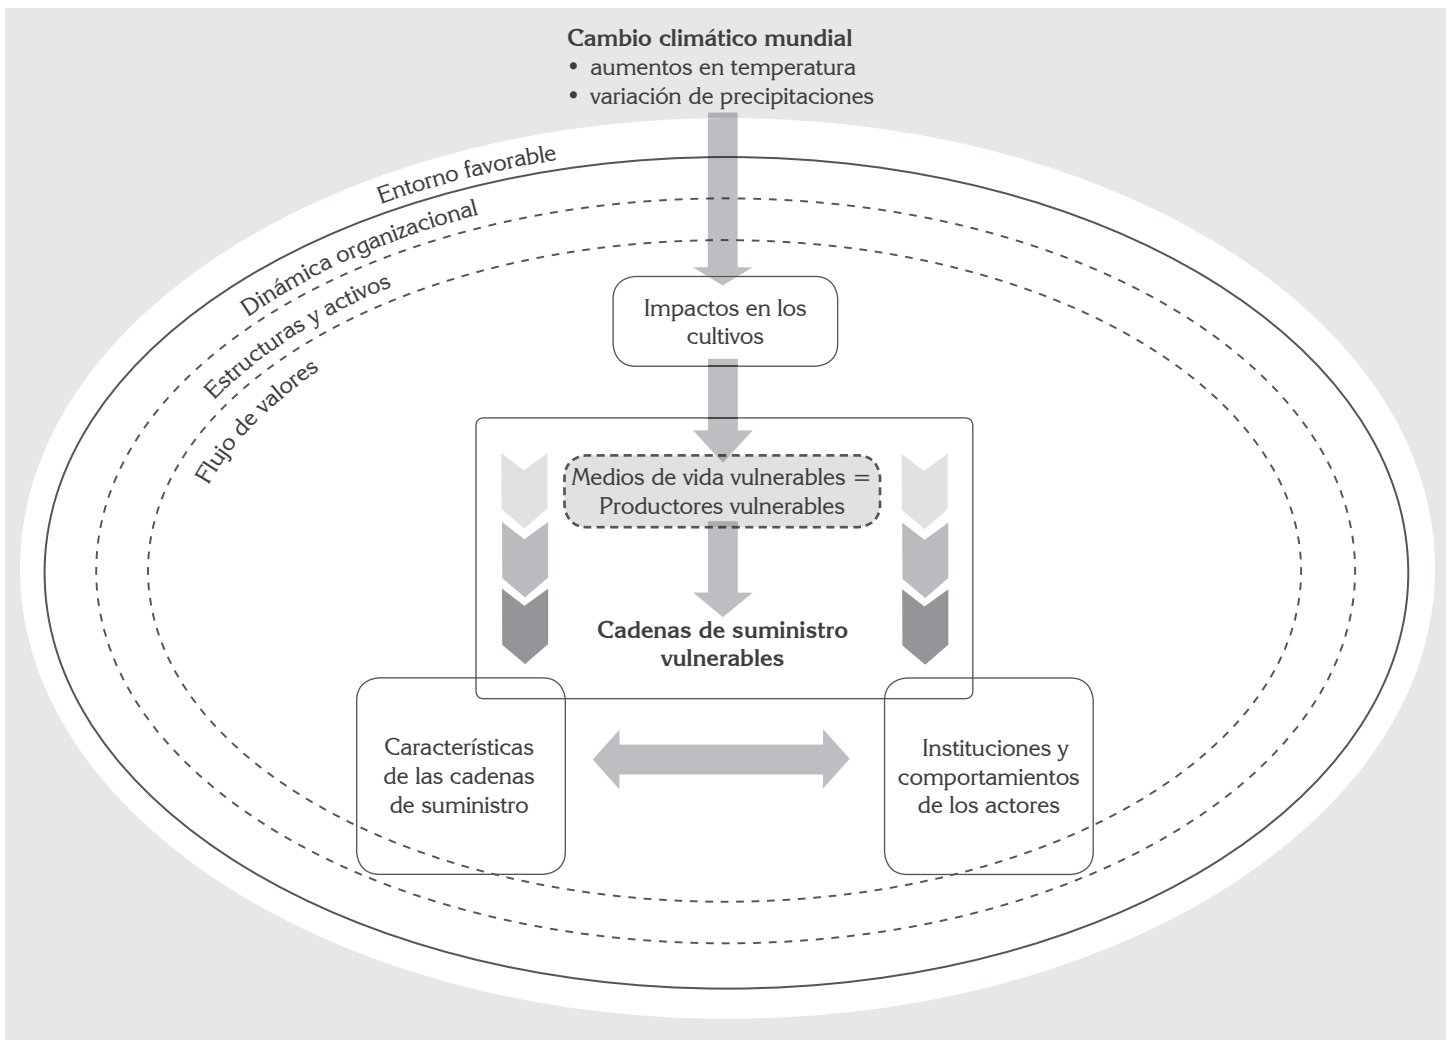 Cambio climático mundial
• aumentos en temperatura
• variación de precipitaciones
Entorno favorable
Dinámica organizacional
Estructuras y activos
Flujo de valores
Impactos en los
cultivos
Medios de vida vulnerables =
Productores vulnerables
Cadenas de suministro
vulnerables
Característicias
de las cadenas
de suministro
Instituciones y
comportamientos
de los actores